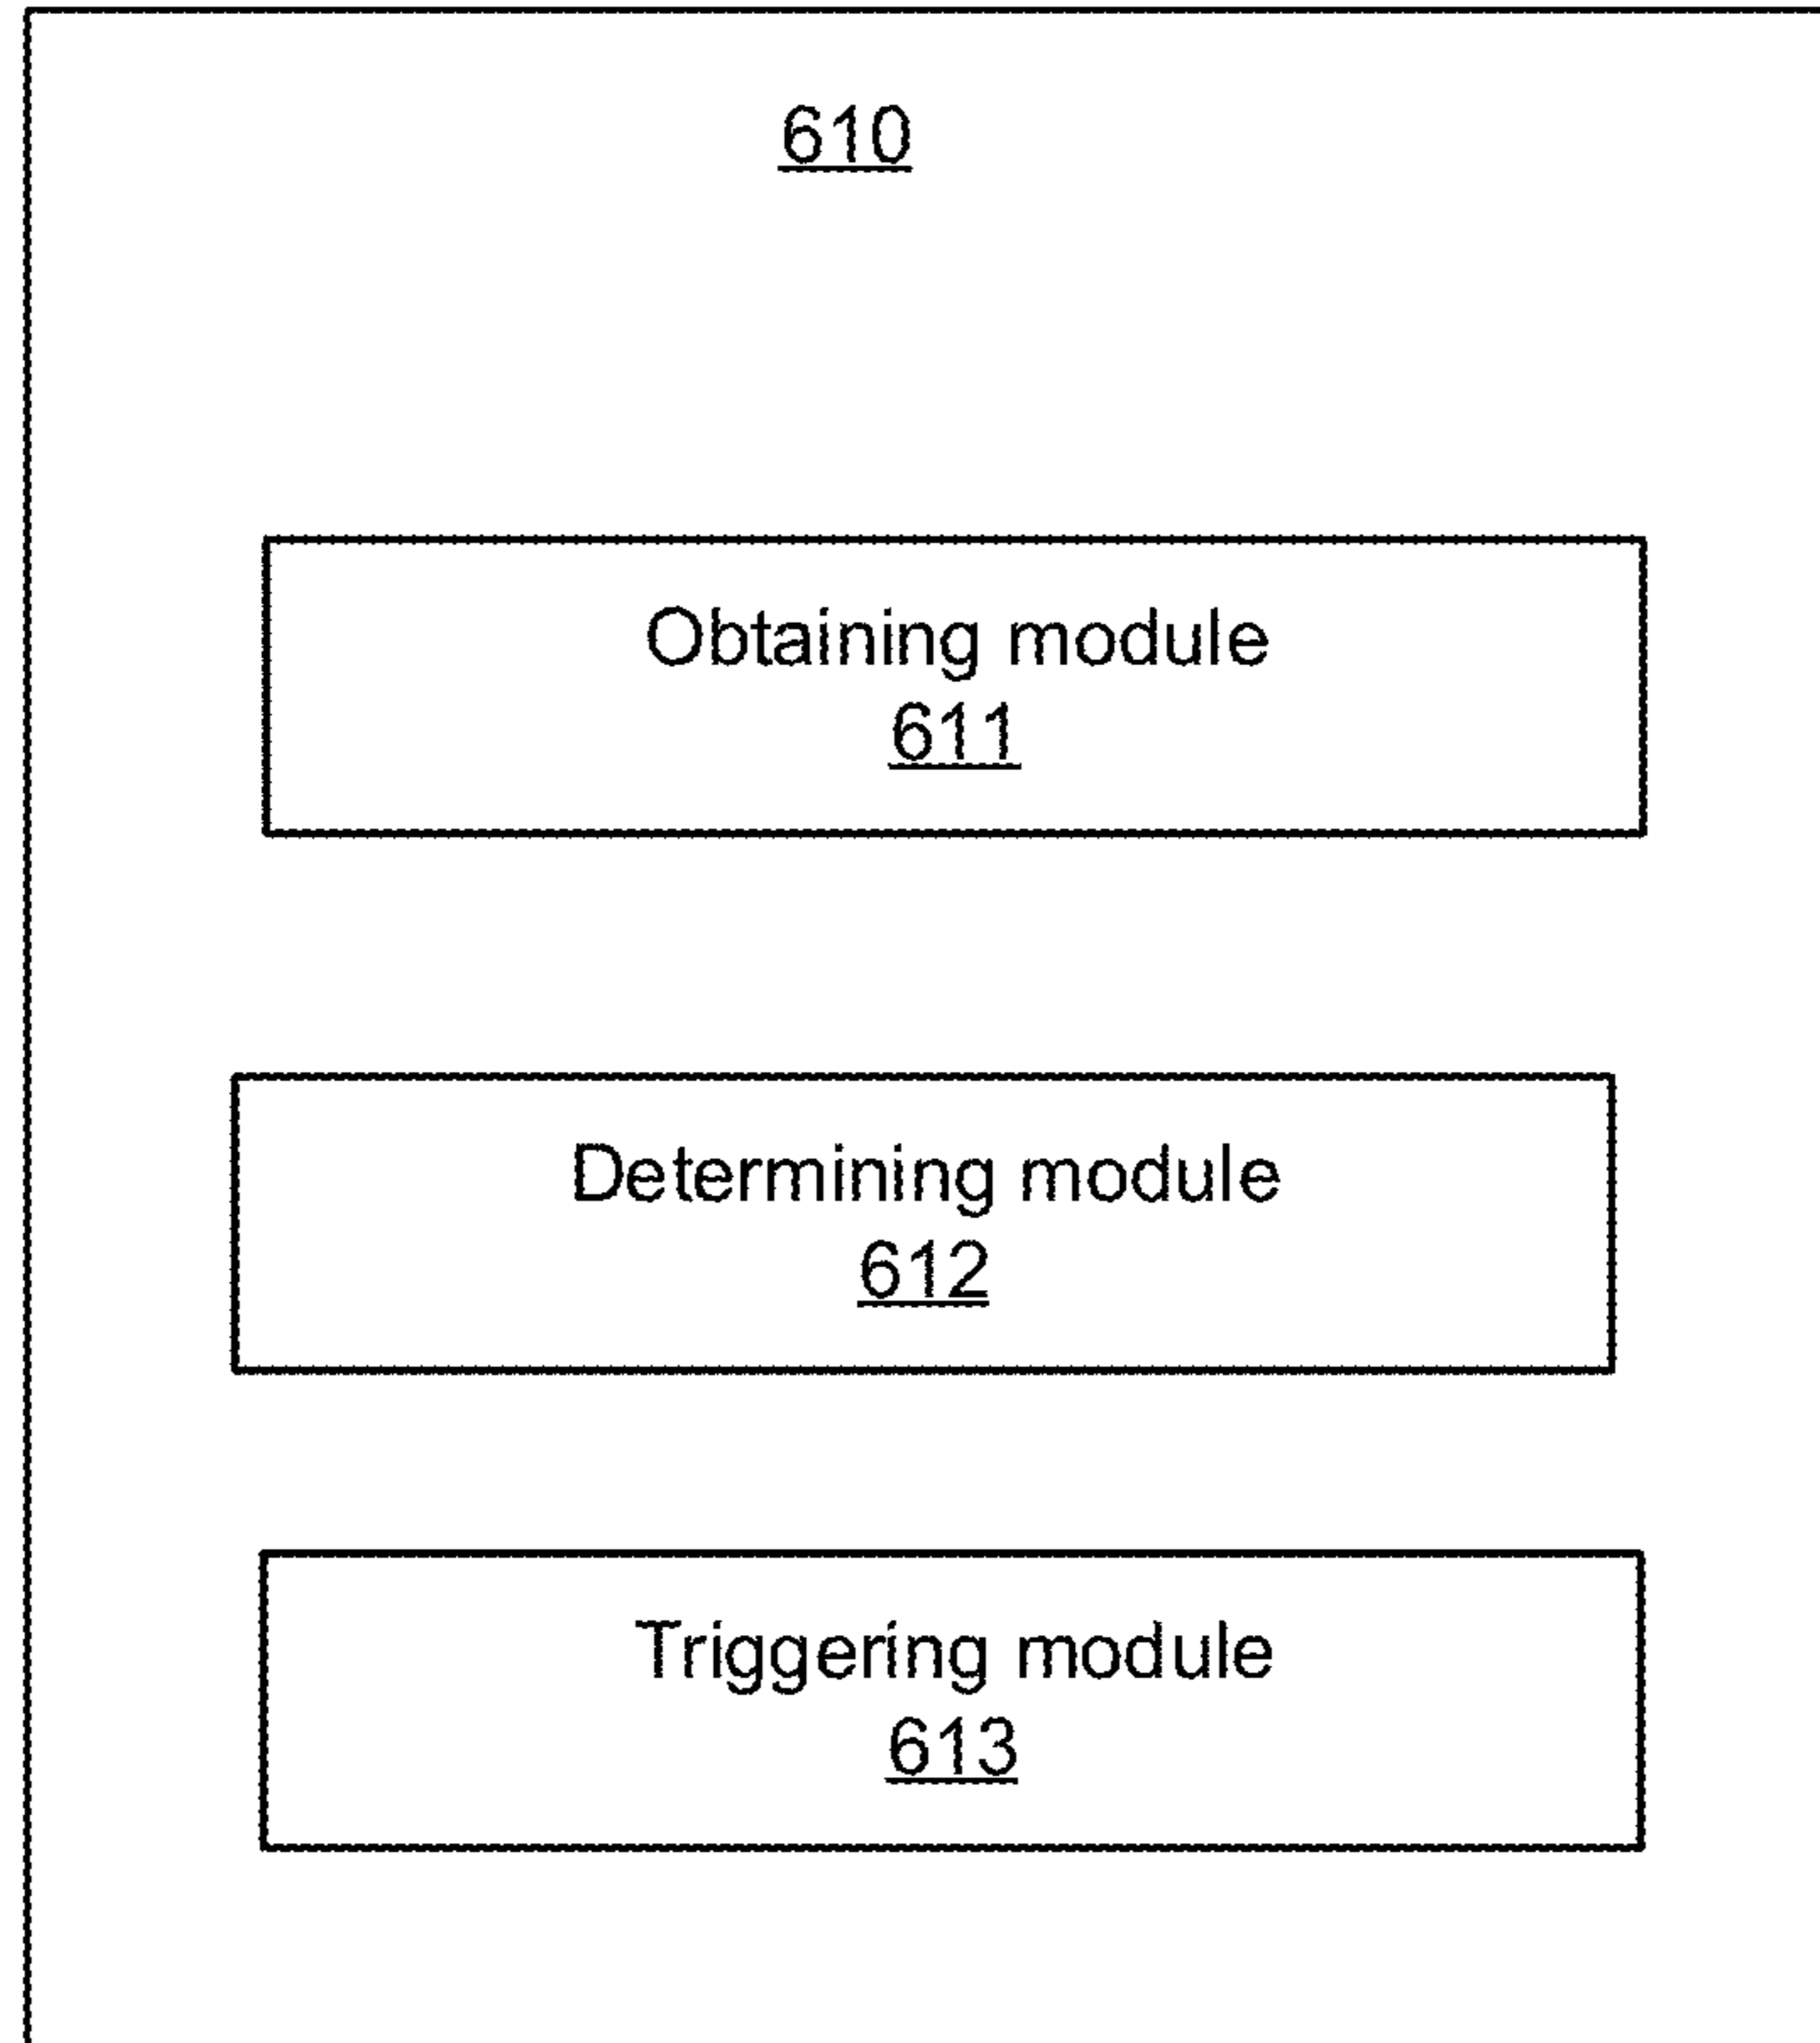 610
Obtaining module
611
Determining module
612
Triggering module
613